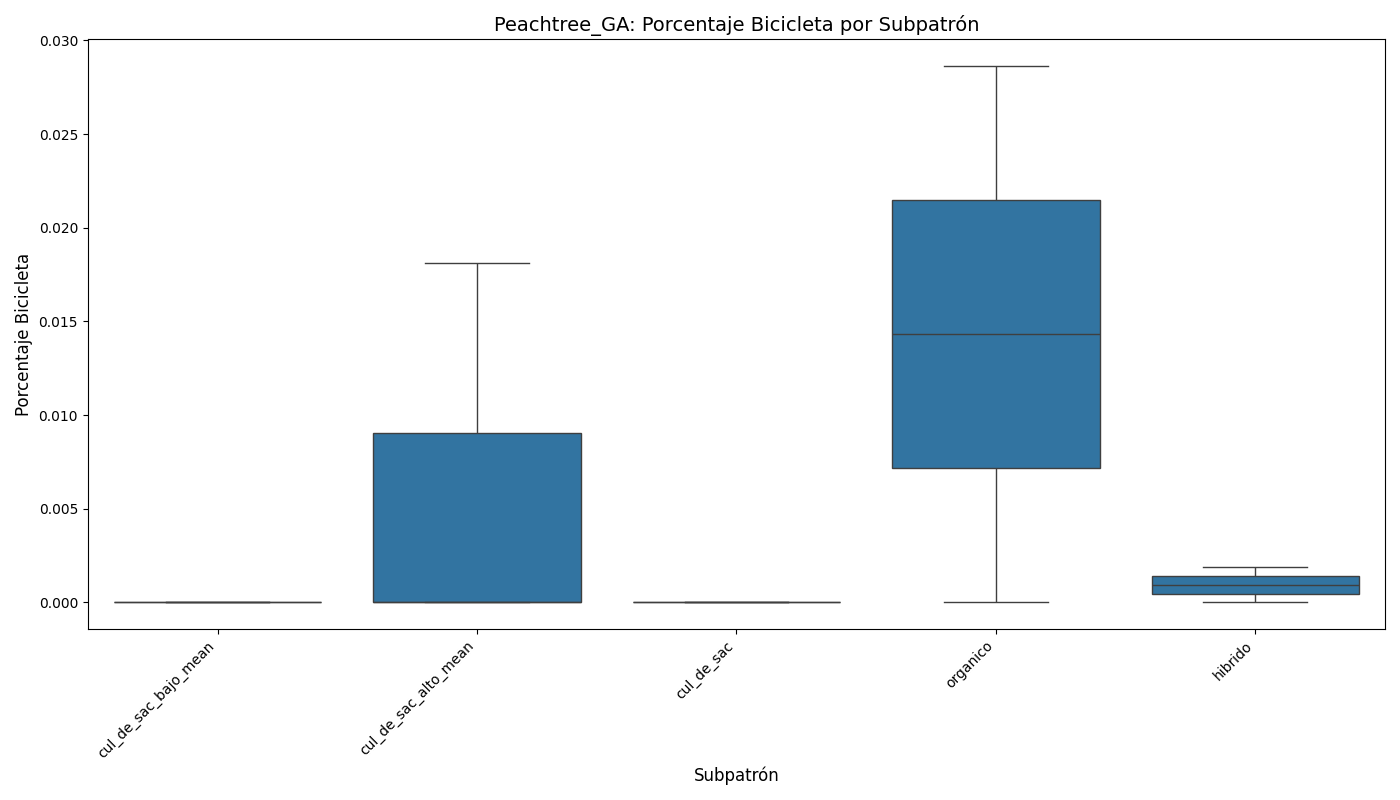 Peachtree_GA: Porcentaje Bicicleta por Subpatrón
Porcentaje Bicicleta
0.030
0.025
0.020
0.015
0.010
0.005
0.000
cul_de_sac_bajo_mean
cul_de_sac_alto_mean
cul_de_sac
organico
hibrido
Subpatrón